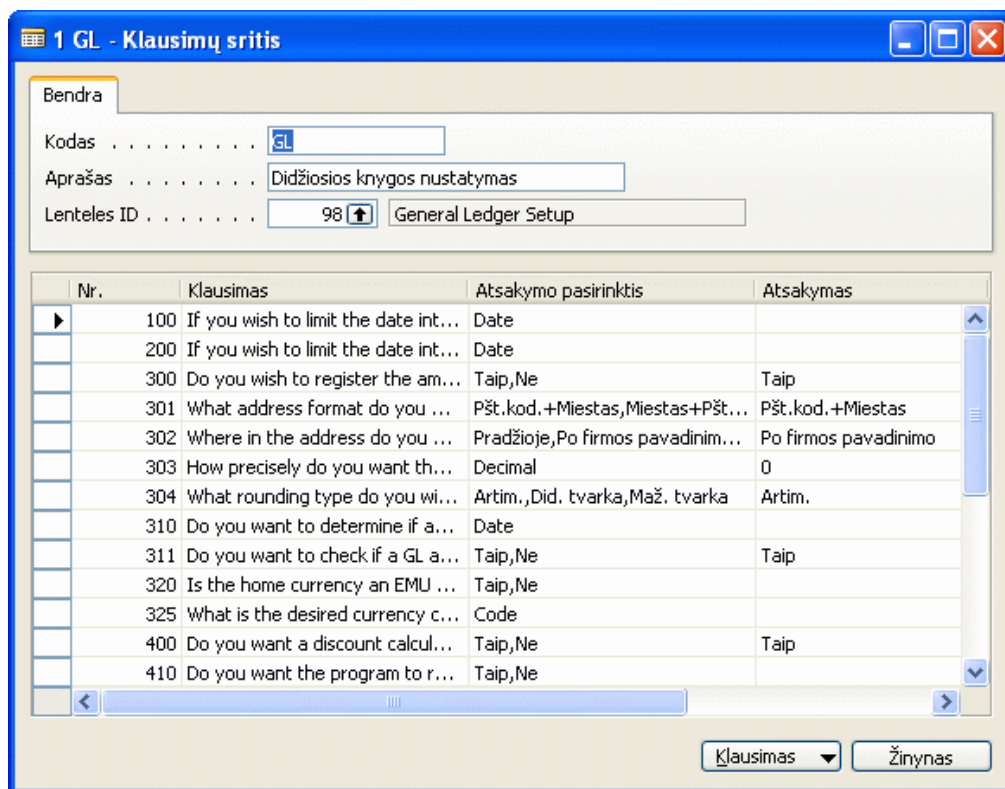 1 GL - Klausimų sritis
Bendra
Kodas . . . . . . . . . GL
Aprašas . . . . . . . . Didžiosios knygos nustatymas
Lenteles ID . . . . . . . 98 General Ledger Setup
Nr. Klausimas Atsakymo pasirinktis Atsakymas
100 If you wish to limit the date int... Date
200 If you wish to limit the date int... Date
300 Do you wish to register the am... Taip,Ne Taip
301 What address format do you ... Pšt.kod.+Miestas,Miestas+Pšt... Pšt.kod.+Miestas
302 Where in the address do you ... Pradžioje,Po firmos pavadinim... Po firmos pavadinimo
303 How precisely do you want th... Decimal 0
304 What rounding type do you wi... Artim.,Did. tvarka,Maž. tvarka Artim.
310 Do you want to determine if a... Date
311 Do you want to check if a GL a... Taip,Ne Taip
320 Is the home currency an EMU ... Taip,Ne
325 What is the desired currency c... Code
400 Do you want a discount calcul... Taip,Ne Taip
410 Do you want the program to r... Taip,Ne
Klausimas Žinynas